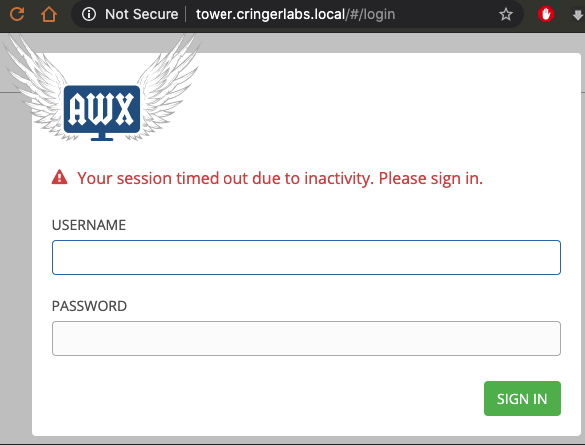 Not Secure | tower.cringerlabs.local/#/login
AWX
Your session timed out due to inactivity. Please sign in.
USERNAME
PASSWORD
SIGN IN